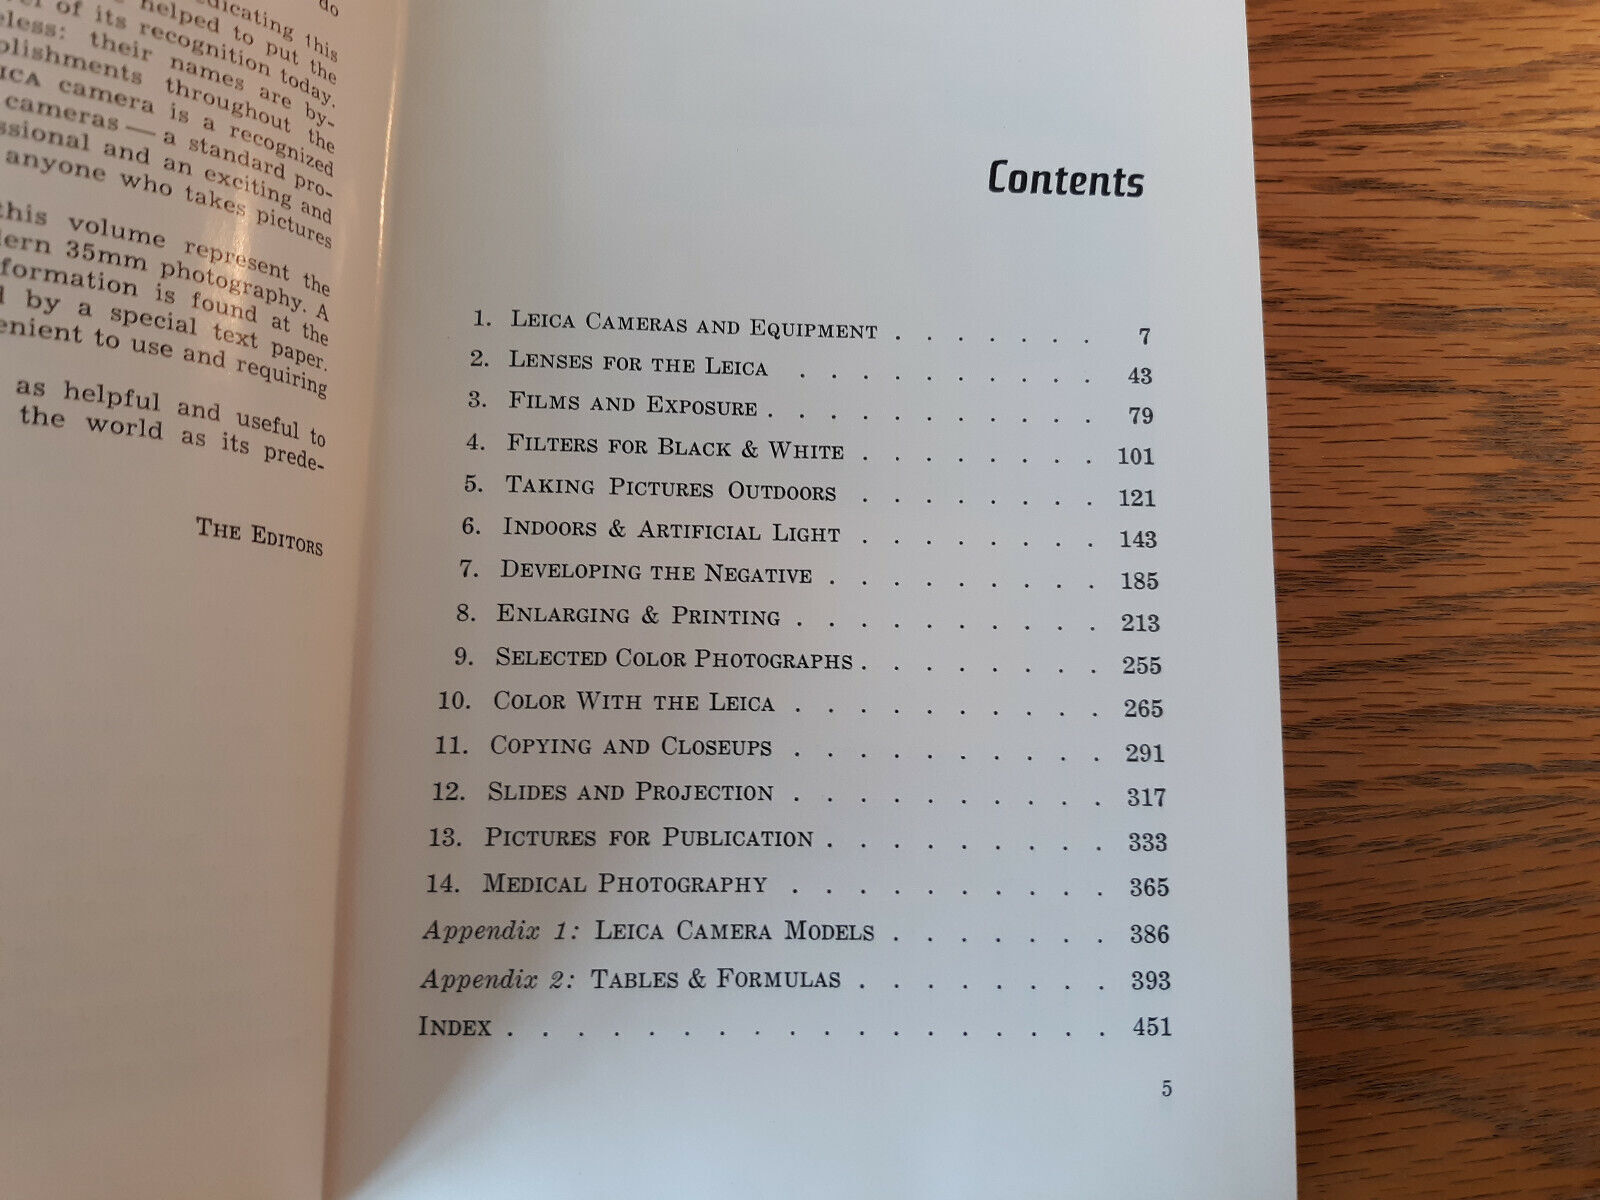 do
dicating this
helped to put the
of its recognition today.
their names are by-
throughout the
camera is a recognized
cameras — a standard pro-
and an exciting and
anyone who takes pictures
this volume represent the
35mm photography. A
is found at the
by a special text paper.
to use and requiring
as helpful and useful to
the world as its prede-
THE EDITORS
Contents
1. LEICA CAMERAS AND EQUIPMENT . . . . . . . 7
2. LENSES FOR THE LEICA . . . . . . . . . . 43
3. FILMS AND EXPOSURE . . . . . . . . . . . 79
4. FILTERS FOR BLACK & WHITE . . . . . . . . 101
5. TAKING PICTURES OUTDOORS . . . . . . . . 121
6. INDOORS & ARTIFICIAL LIGHT . . . . . . . . 143
7. DEVELOPING THE NEGATIVE . . . . . . . . . 185
8. ENLARGING & PRINTING . . . . . . . . . . 213
9. SELECTED COLOR PHOTOGRAPHS . . . . . . . . 255
10. COLOR WITH THE LEICA . . . . . . . . . . 265
11. COPYING AND CLOSEUPS . . . . . . . . . . 291
12. SLIDES AND PROJECTION . . . . . . . . . . 317
13. PICTURES FOR PUBLICATION . . . . . . . . . 333
14. MEDICAL PHOTOGRAPHY . . . . . . . . . . 365
Appendix 1: LEICA CAMERA MODELS . . . . . . . 386
Appendix 2: TABLES & FORMULAS . . . . . . . . 393
INDEX . . . . . . . . . . . . . . . . . . 451
5